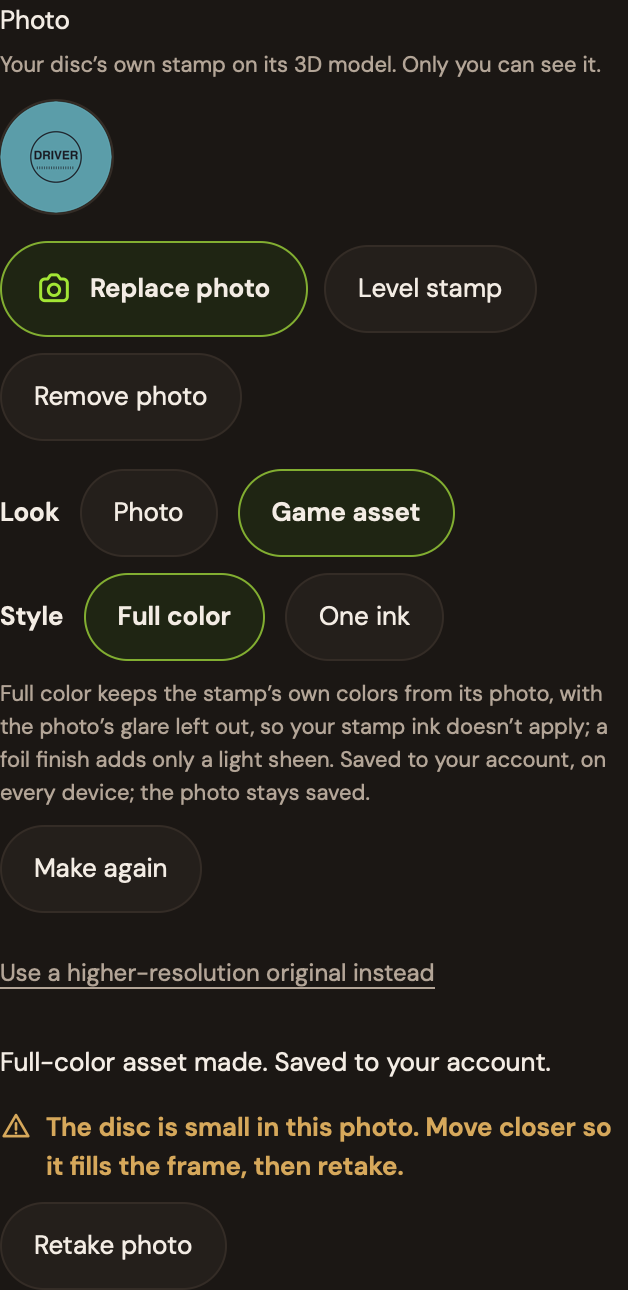 Photo
Your disc’s own stamp on its 3D model. Only you can see it.
DRIVER
Replace photo
Level stamp
Remove photo
Look
Photo
Game asset
Style
Full color
One ink
Full color keeps the stamp’s own colors from its photo, with
the photo’s glare left out, so your stamp ink doesn’t apply; a
foil finish adds only a light sheen. Saved to your account, on
every device; the photo stays saved.
Make again
Use a higher-resolution original instead
Full-color asset made. Saved to your account.
The disc is small in this photo. Move closer so
it fills the frame, then retake.
Retake photo